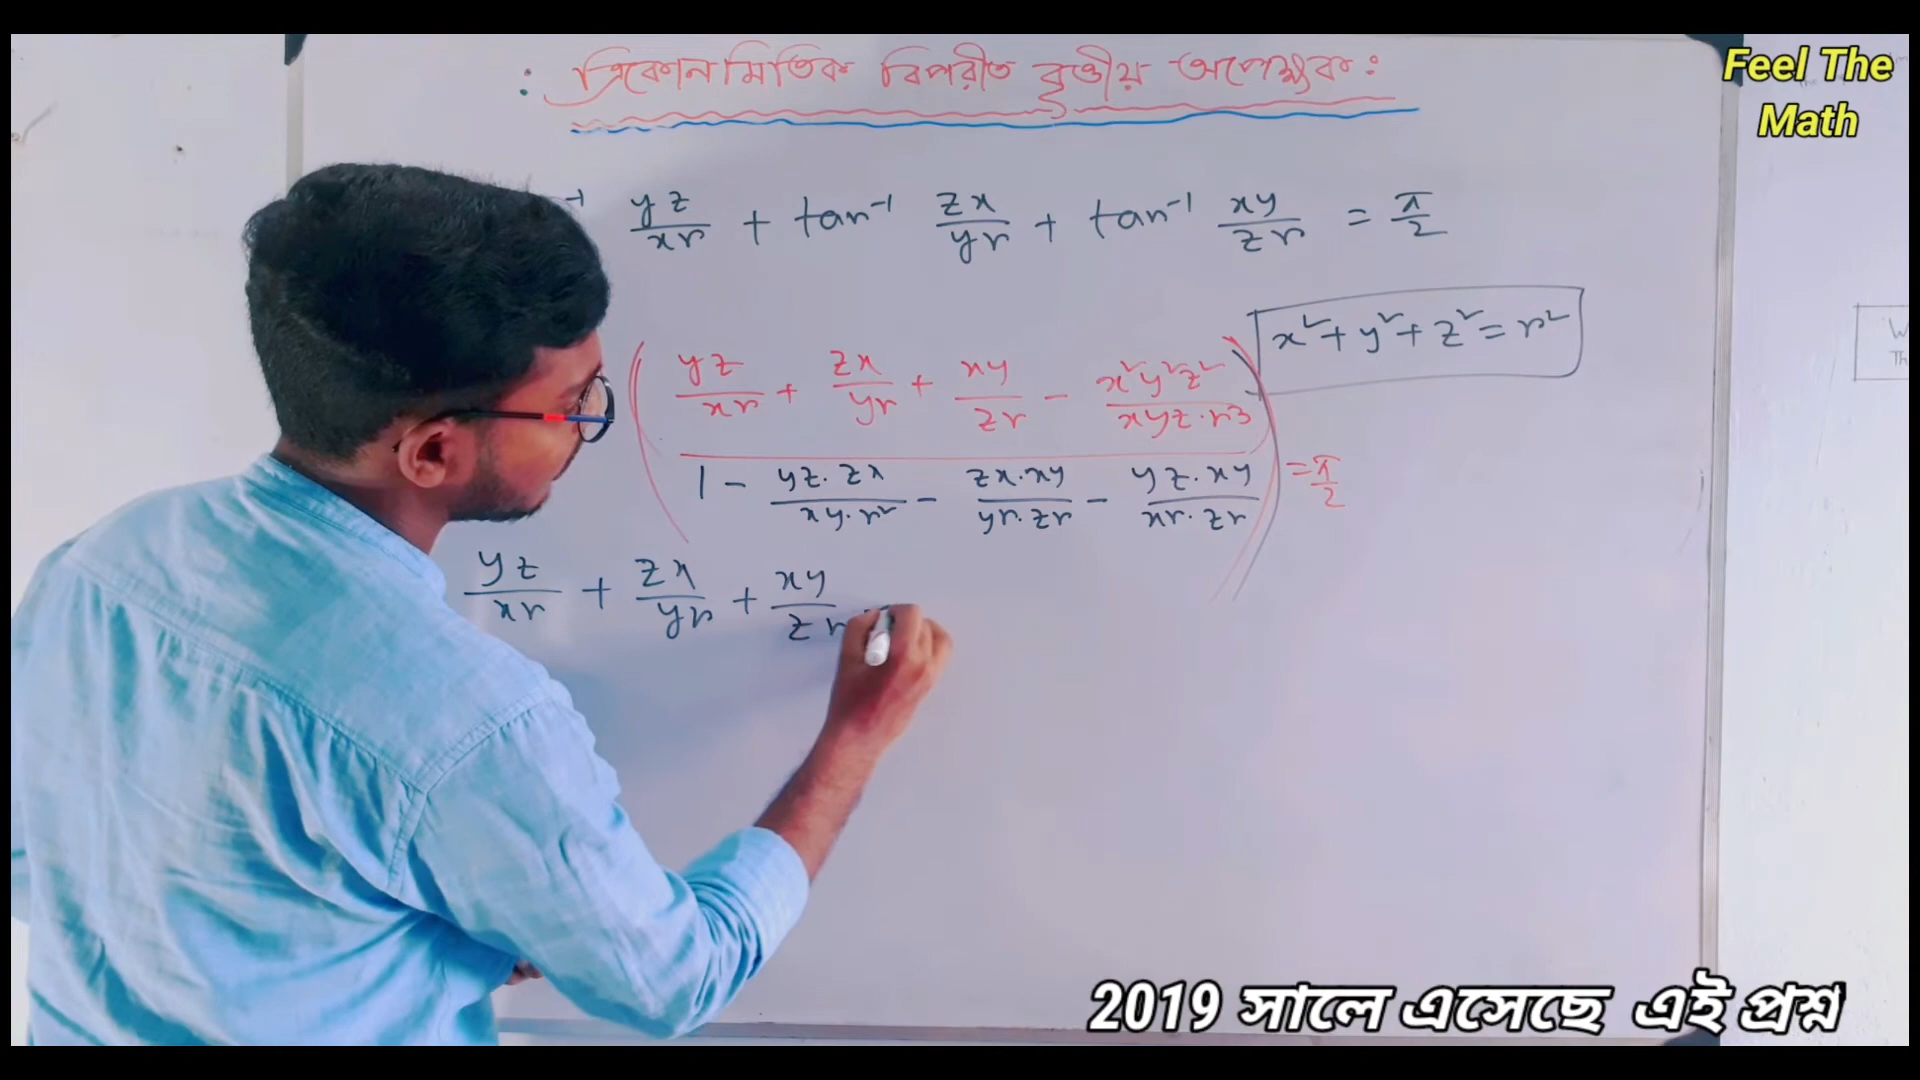 Feel The
Math
: ত্রিকোনমিতিক বিপরীত বৃত্তীয় অপেক্ষক :
⁻¹ yz/xr + tan⁻¹ zx/yr + tan⁻¹ xy/zr = π/2
x² + y² + z² = r²
( yz/xr + zx/yr + xy/zr - x²y²z²/xyz·r3
1 - yz·zx/xy·r² - zx·xy/yr·zr - yz·xy/xr·zr ) = π/2
yz/xr + zx/yr + xy/zr
2019 সালে এসেছে এই প্রশ্ন